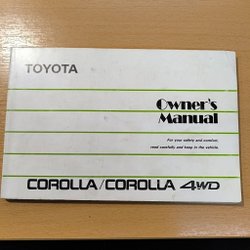 TOYOTA
Owner's
Manual
For your safety and comfort,
read carefully and keep in the vehicle.
COROLLA/COROLLA 4WD